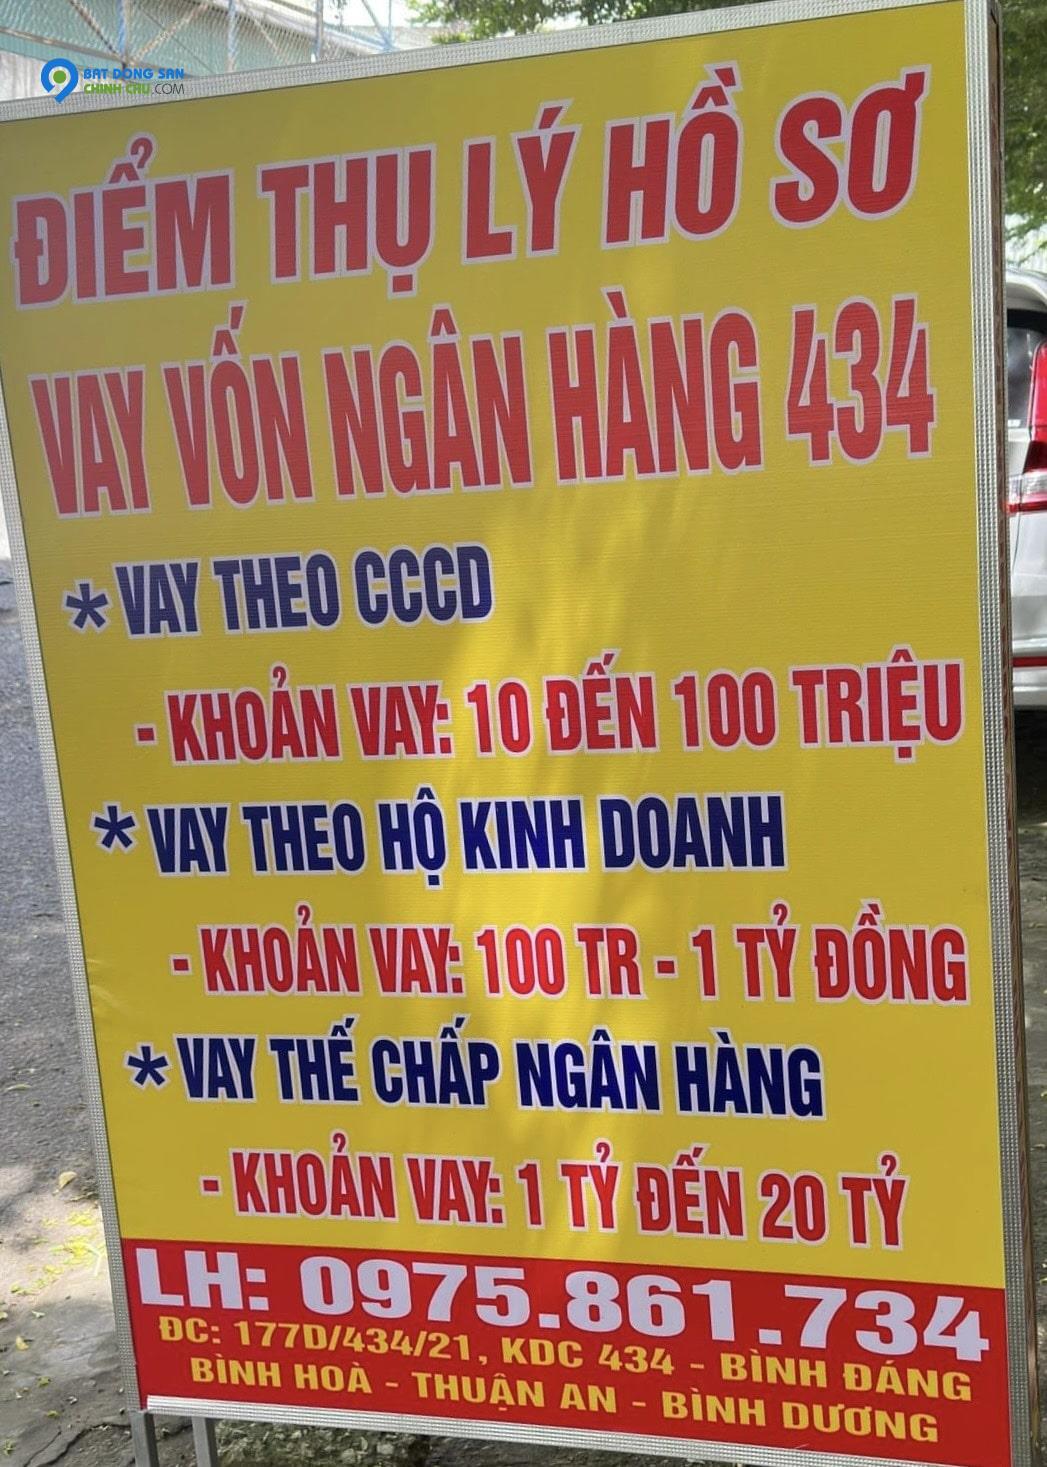 BAT DONG SAN
CHINH CHU.COM
ĐIỂM THỤ LÝ HỒ SƠ
VAY VỐN NGÂN HÀNG 434
* VAY THEO CCCD
- KHOẢN VAY: 10 ĐẾN 100 TRIỆU
* VAY THEO HỘ KINH DOANH
- KHOẢN VAY: 100 TR - 1 TỶ ĐỒNG
* VAY THẾ CHẤP NGÂN HÀNG
- KHOẢN VAY: 1 TỶ ĐẾN 20 TỶ
LH: 0975.861.734
ĐC: 177D/434/21, KDC 434 - BÌNH ĐÁNG
BÌNH HOÀ - THUẬN AN - BÌNH DƯƠNG